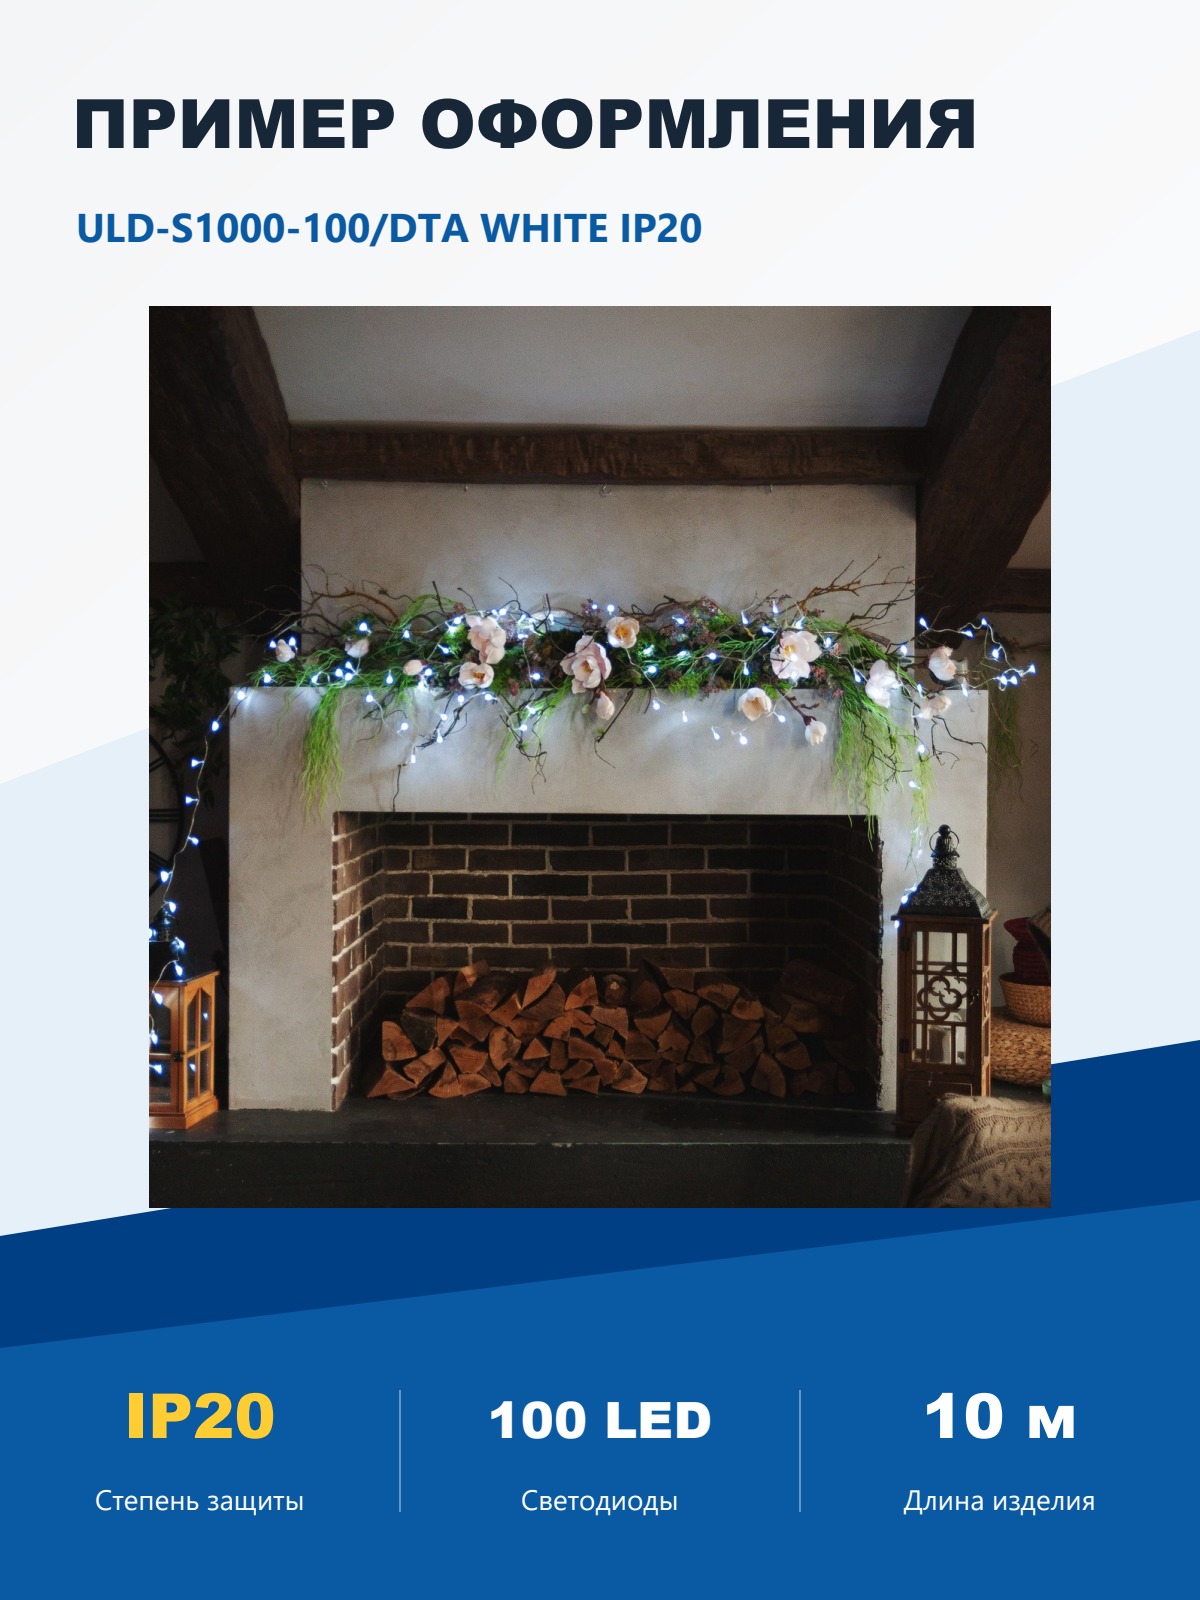 ПРИМЕР ОФОРМЛЕНИЯ
ULD-S1000-100/DTA WHITE IP20
IP20
Степень защиты
100 LED
Светодиоды
10 м
Длина изделия